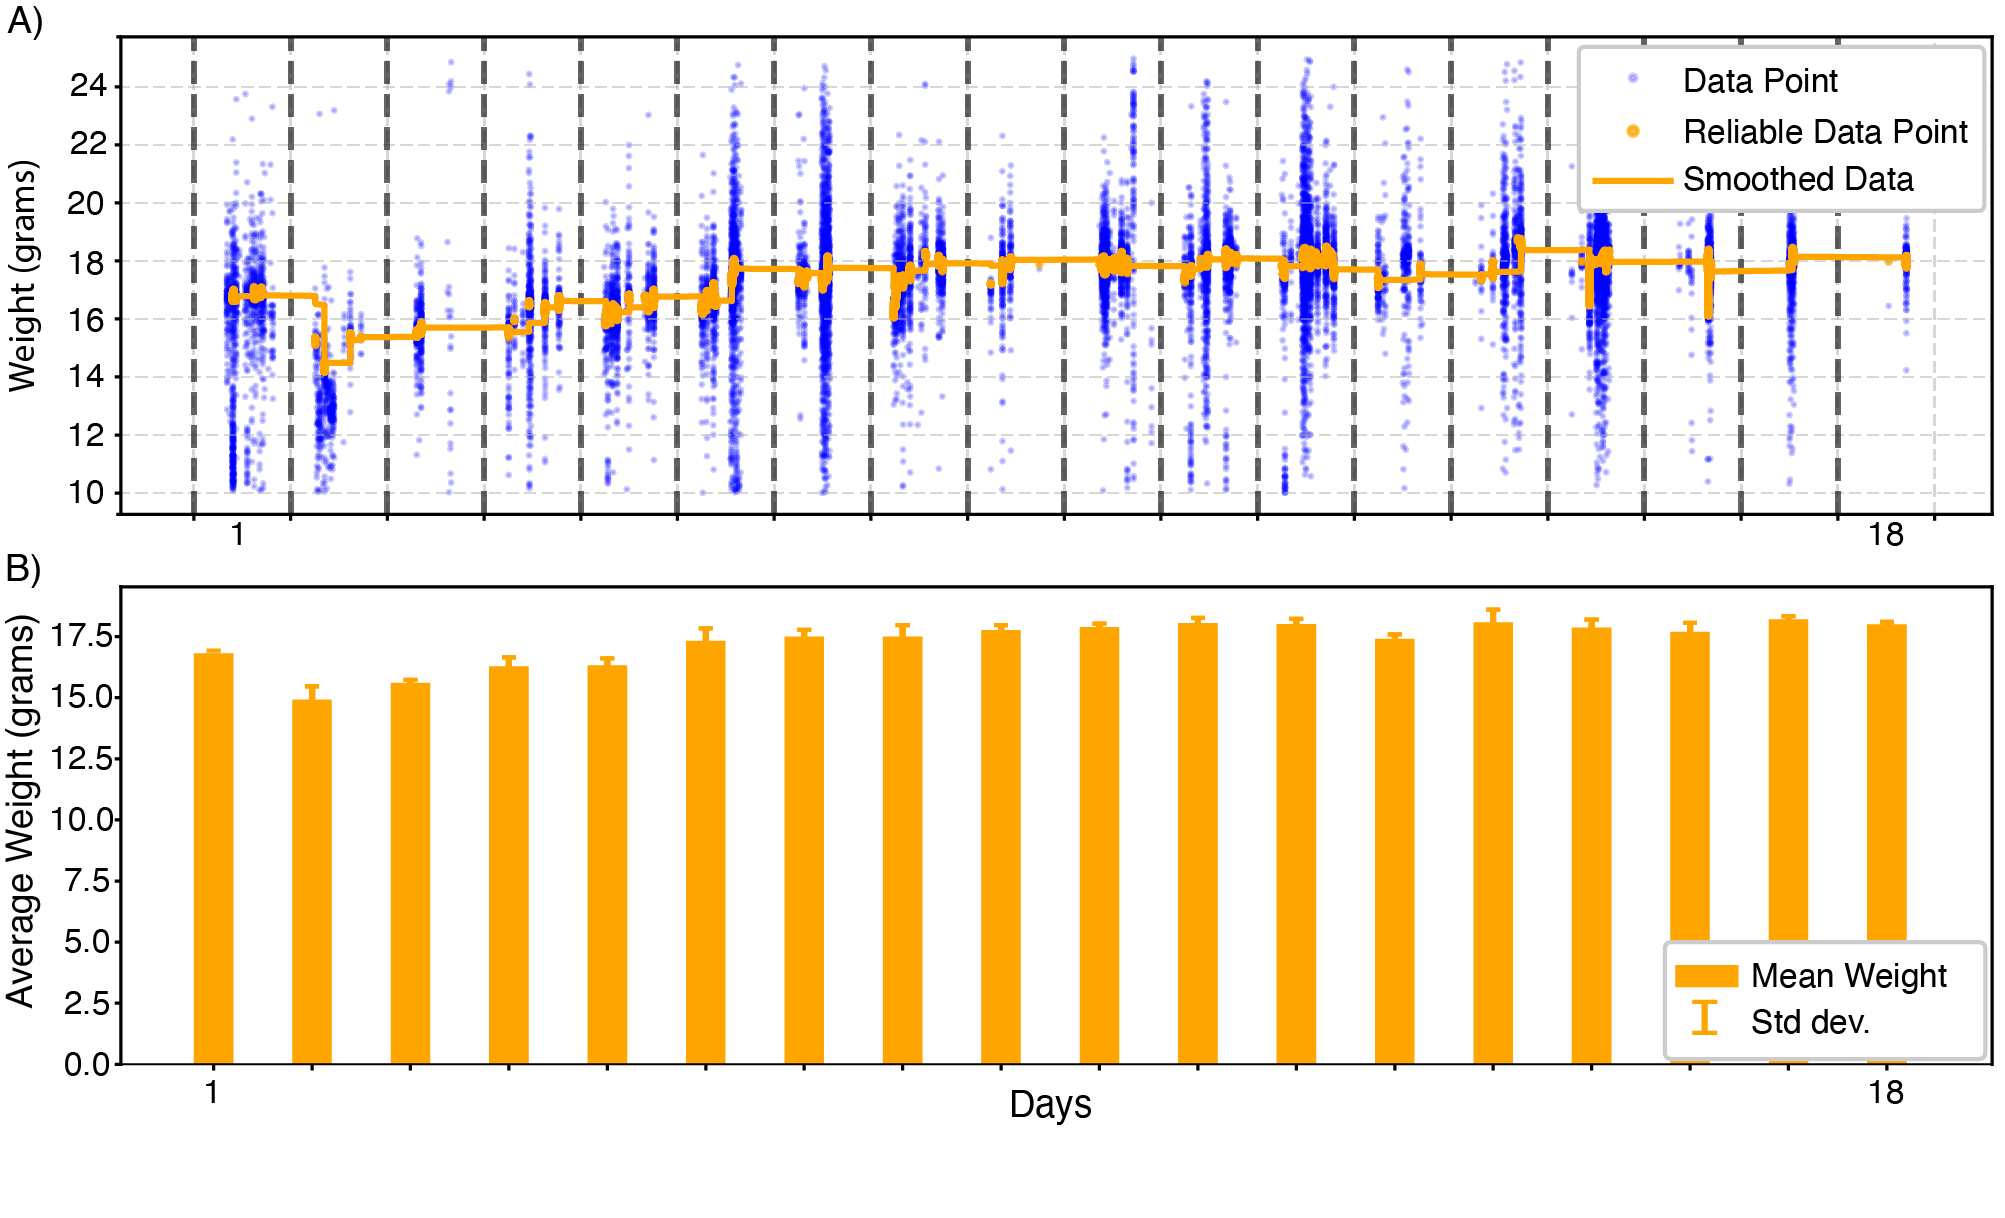 A)
Weight (grams)
24
22
20
18
16
14
12
10
Data Point
Reliable Data Point
Smoothed Data
1
18
B)
Average Weight (grams)
17.5
15.0
12.5
10.0
7.5
5.0
2.5
0.0
Mean Weight
Std dev.
1
18
Days